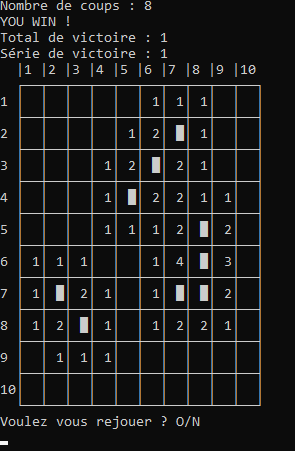 Nombre de coups : 8
YOU WIN !
Total de victoire : 1
Série de victoire : 1
|1 |2 |3 |4 |5 |6 |7 |8 |9 |10
1 1 1 1
2 1 2 █ 1
3 1 2 █ 2 1
4 1 █ 2 2 1 1
5 1 1 1 2 █ 2
6 1 1 1 1 4 █ 3
7 1 █ 2 1 1 █ █ 2
8 1 2 █ 1 1 2 2 1
9 1 1 1
10
Voulez vous rejouer ? O/N